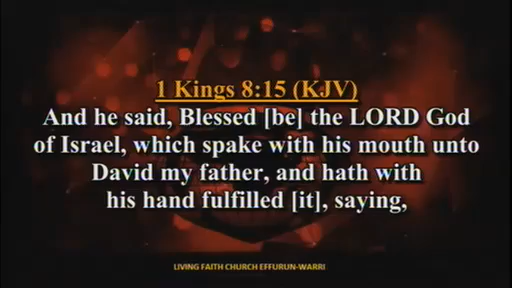 1 Kings 8:15 (KJV)
And he said, Blessed [be] the LORD God
of Israel, which spake with his mouth unto
David my father, and hath with
his hand fulfilled [it], saying,
LIVING FAITH CHURCH EFFURUN-WARRI